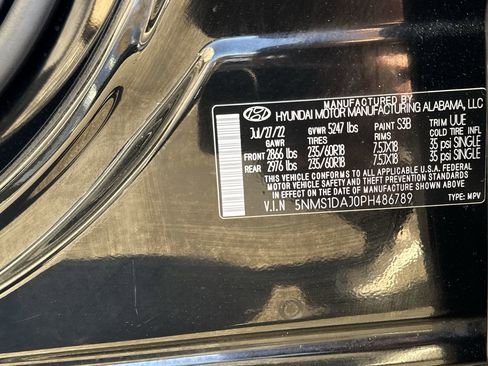 MANUFACTURED BY
HYUNDAI MOTOR MANUFACTURING ALABAMA, LLC
Jul/27/22 GVWR 5247 lbs PAINT S3B TRIM UUE
GAWR TIRES RIMS COLD TIRE INFL
FRONT 2866 lbs 235/60R18 7.5JX18 35 psi SINGLE
REAR 2976 lbs 235/60R18 7.5JX18 35 psi SINGLE
THIS VEHICLE CONFORMS TO ALL APPLICABLE U.S.A. FEDERAL
MOTOR VEHICLE SAFETY AND THEFT PREVENTION STANDARDS
IN EFFECT ON THE DATE OF MANUFACTURE SHOWN ABOVE
V.I.N 5NMS1DAJ0PH486789 TYPE: MPV